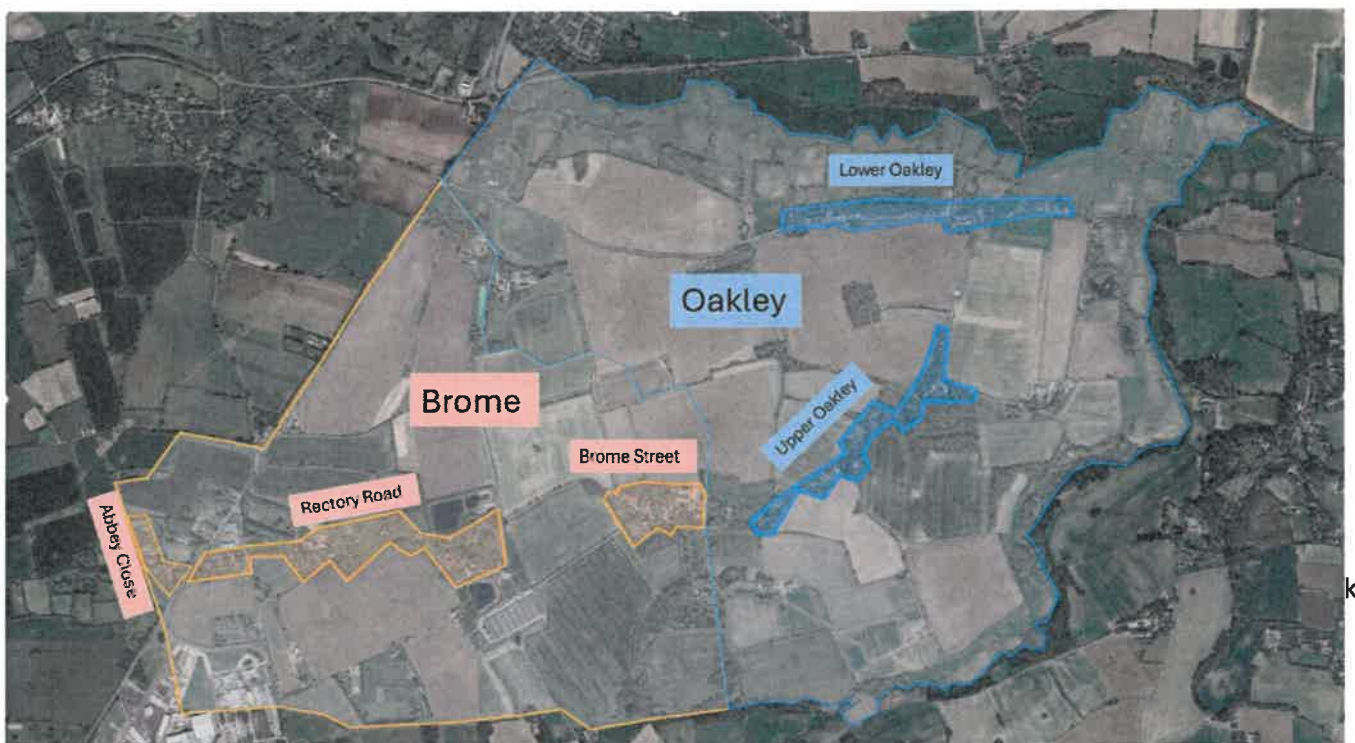 Lower Oakley
Oakley
Brome
Upper Oakley
Brome Street
Rectory Road
Abbey Close
k